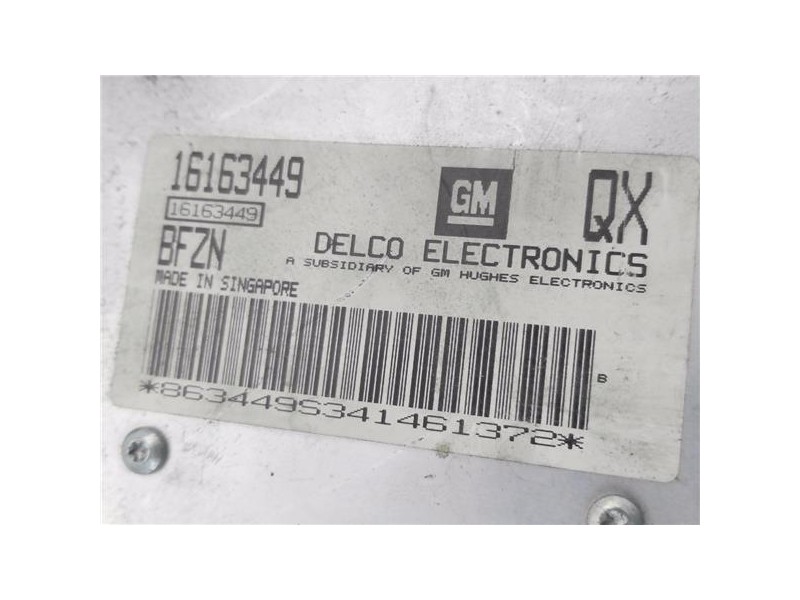 16163449
GM
QX
16163449
BFZN
DELCO ELECTRONICS
A SUBSIDIARY OF GM HUGHES ELECTRONICS
MADE IN SINGAPORE
B
*863449S341461372*